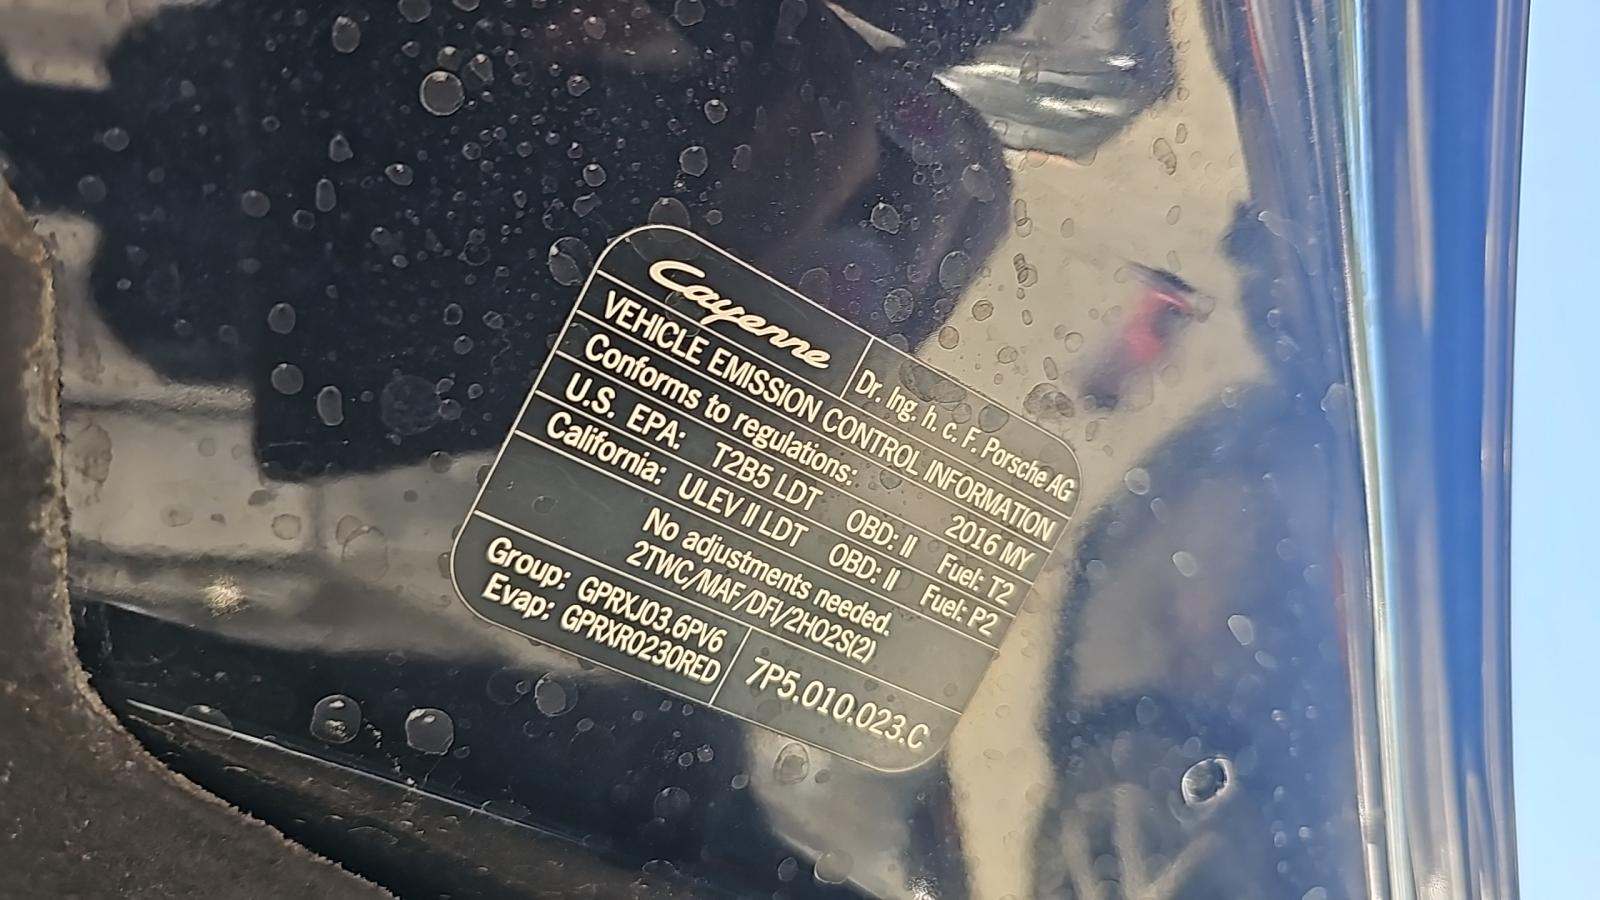 Cayenne Dr. Ing. h. c. F. Porsche AG
VEHICLE EMISSION CONTROL INFORMATION
Conforms to regulations: 2016 MY
U.S. EPA: T2B5 LDT OBD: II Fuel: T2
California: ULEV II LDT OBD: II Fuel: P2
No adjustments needed.
2TWC/MAF/DFI/2HO2S(2)
Group: GPRXJ03.6PV6
Evap: GPRXR0230RED
7P5.010.023.C